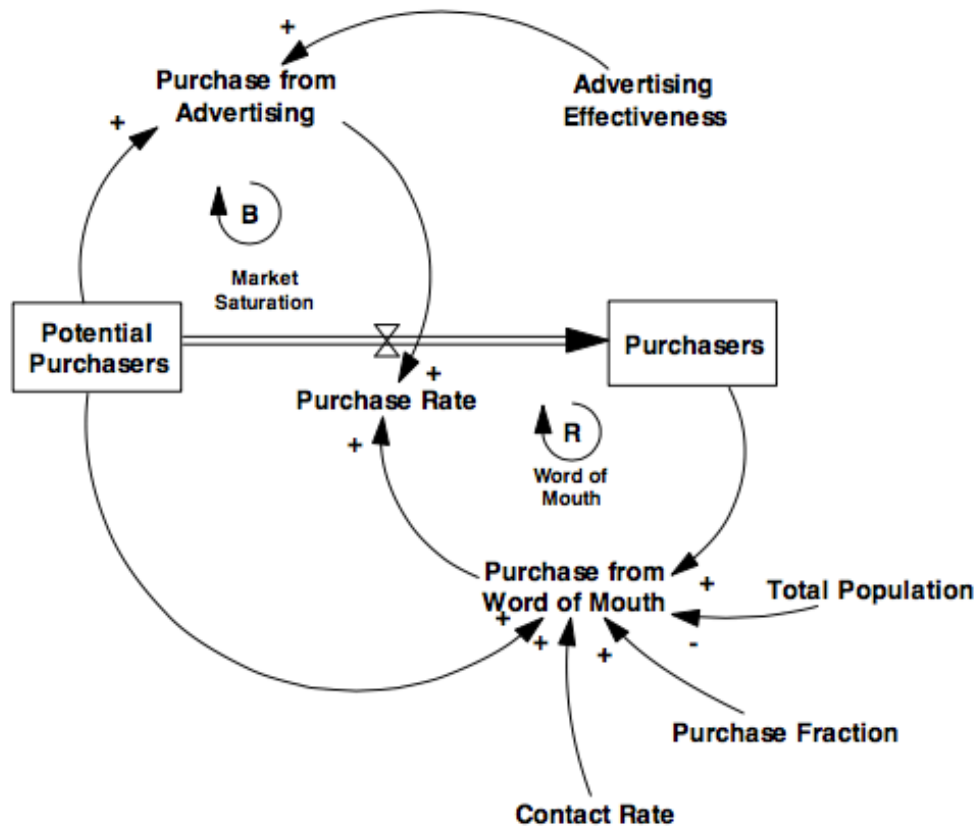 +
Purchase from
Advertising
Advertising
Effectiveness
+
B
Market
Saturation
Potential
Purchasers
Purchasers
+
Purchase Rate
+
R
Word of
Mouth
Purchase from
Word of Mouth
+
Total Population
+
+
+
-
Purchase Fraction
Contact Rate